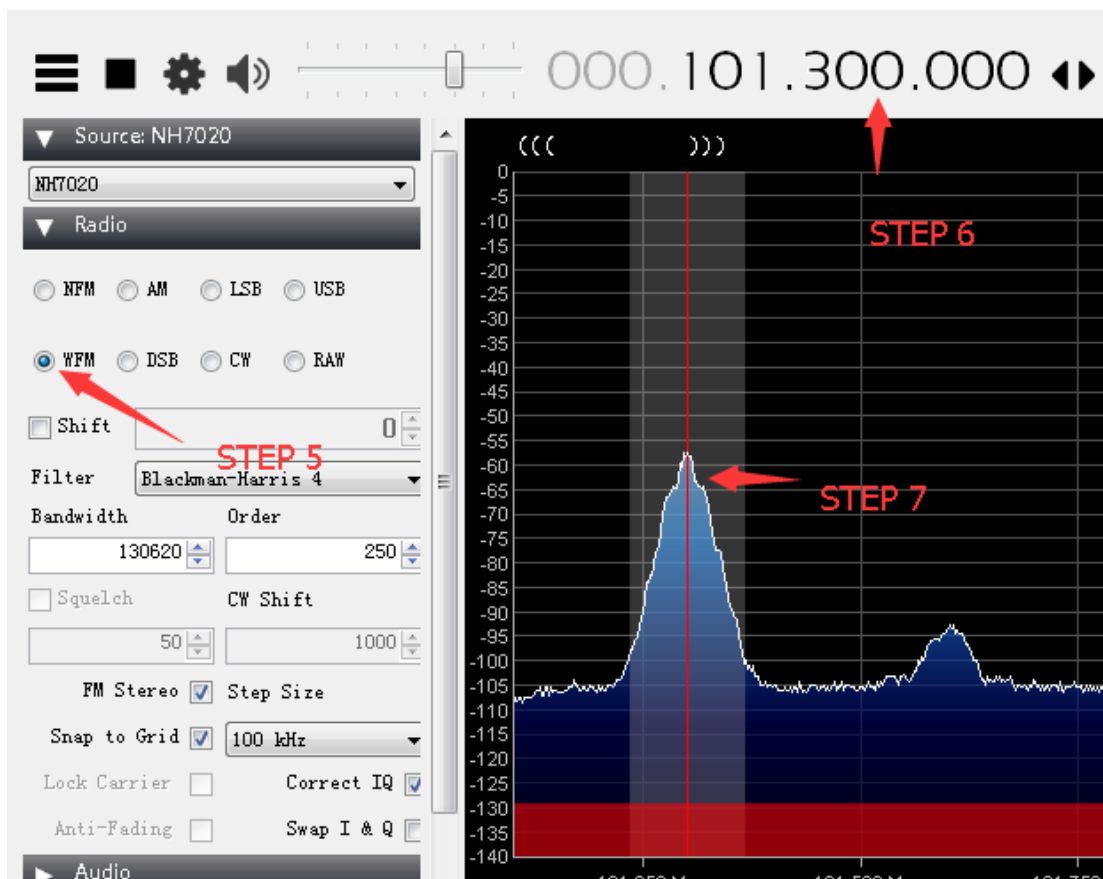 000.101.300.000
Source: NH7020
NH7020
Radio
NFM AM LSB USB
WFM DSB CW RAW
Shift 0
STEP 5
Filter Blackman-Harris 4
Bandwidth Order
130620 250
Squelch CW Shift
50 1000
FM Stereo Step Size
Snap to Grid 100 kHz
Lock Carrier Correct IQ
Anti-Fading Swap I & Q
Audio
((( )))
STEP 6
STEP 7
0
-5
-10
-15
-20
-25
-30
-35
-40
-45
-50
-55
-60
-65
-70
-75
-80
-85
-90
-95
-100
-105
-110
-115
-120
-125
-130
-135
-140